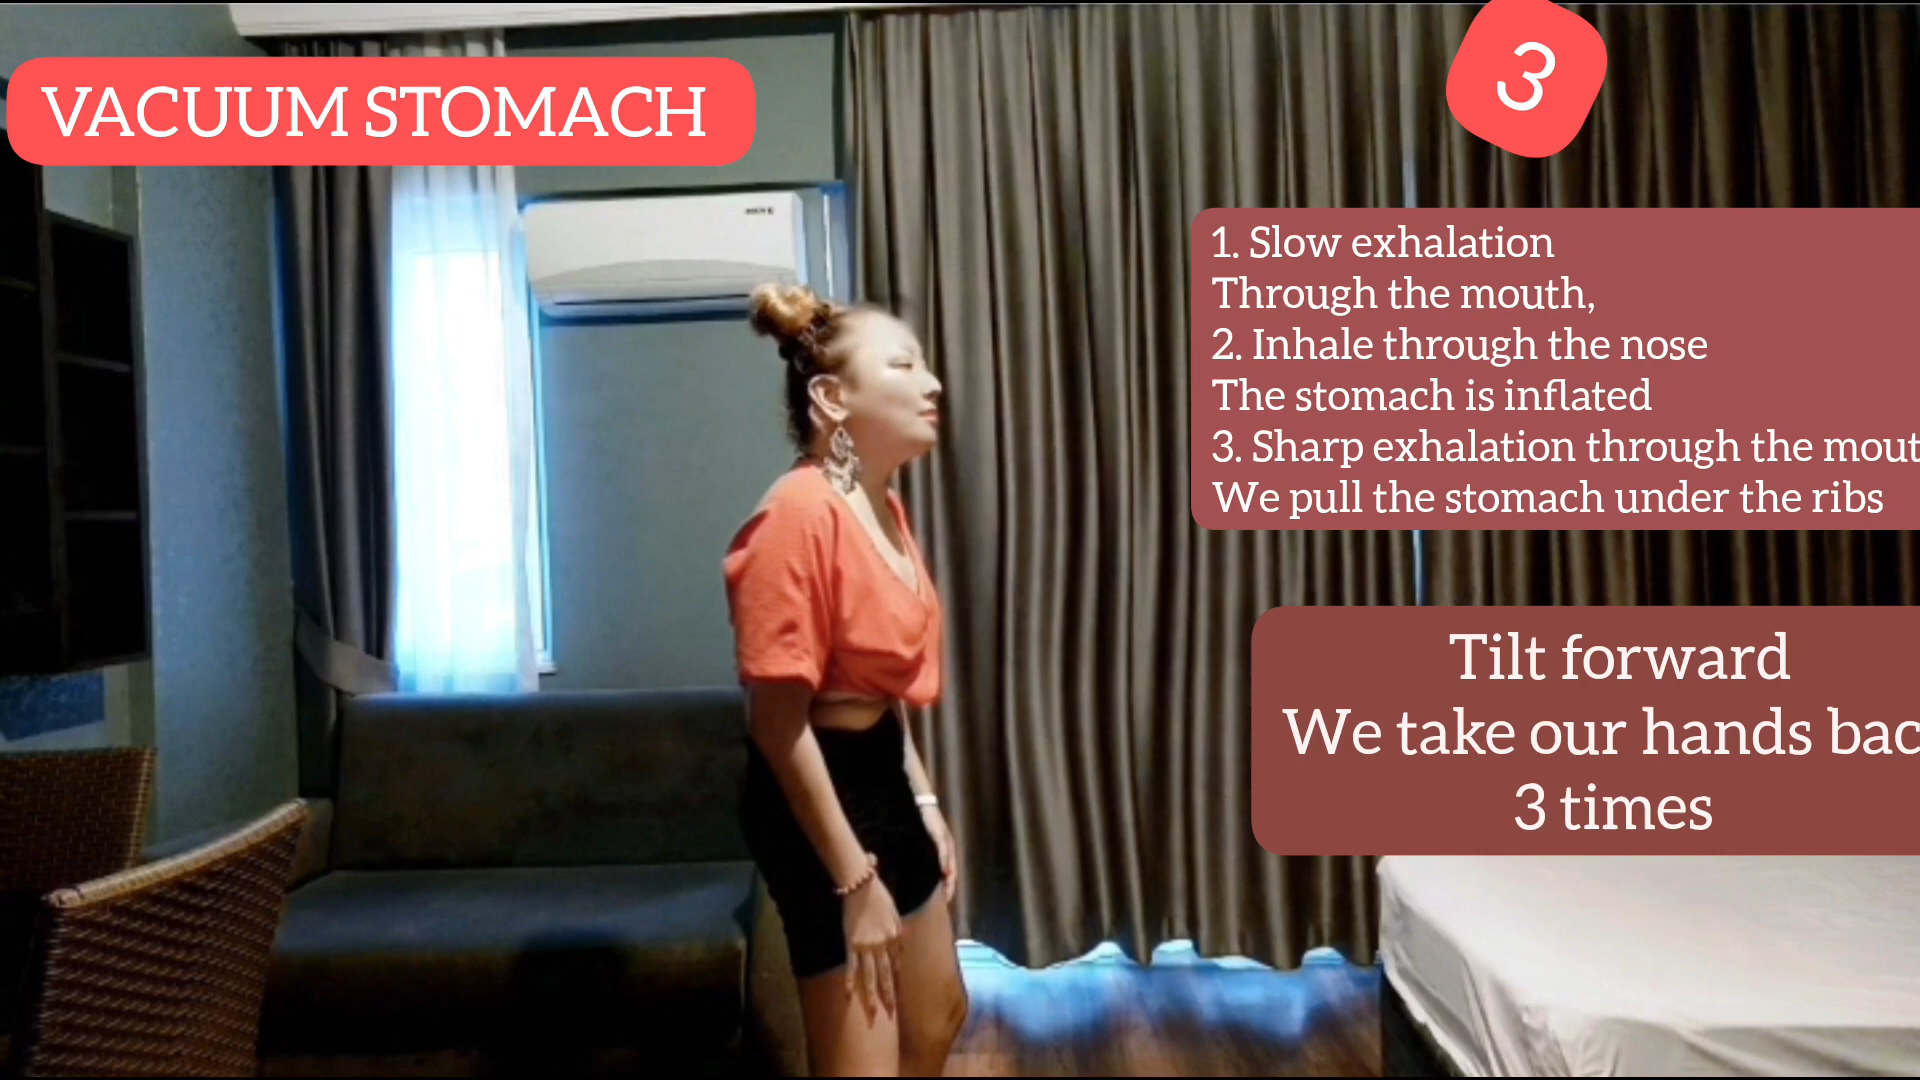 VACUUM STOMACH
3
1. Slow exhalation
Through the mouth,
2. Inhale through the nose
The stomach is inflated
3. Sharp exhalation through the mout
We pull the stomach under the ribs
Tilt forward
We take our hands bac
3 times